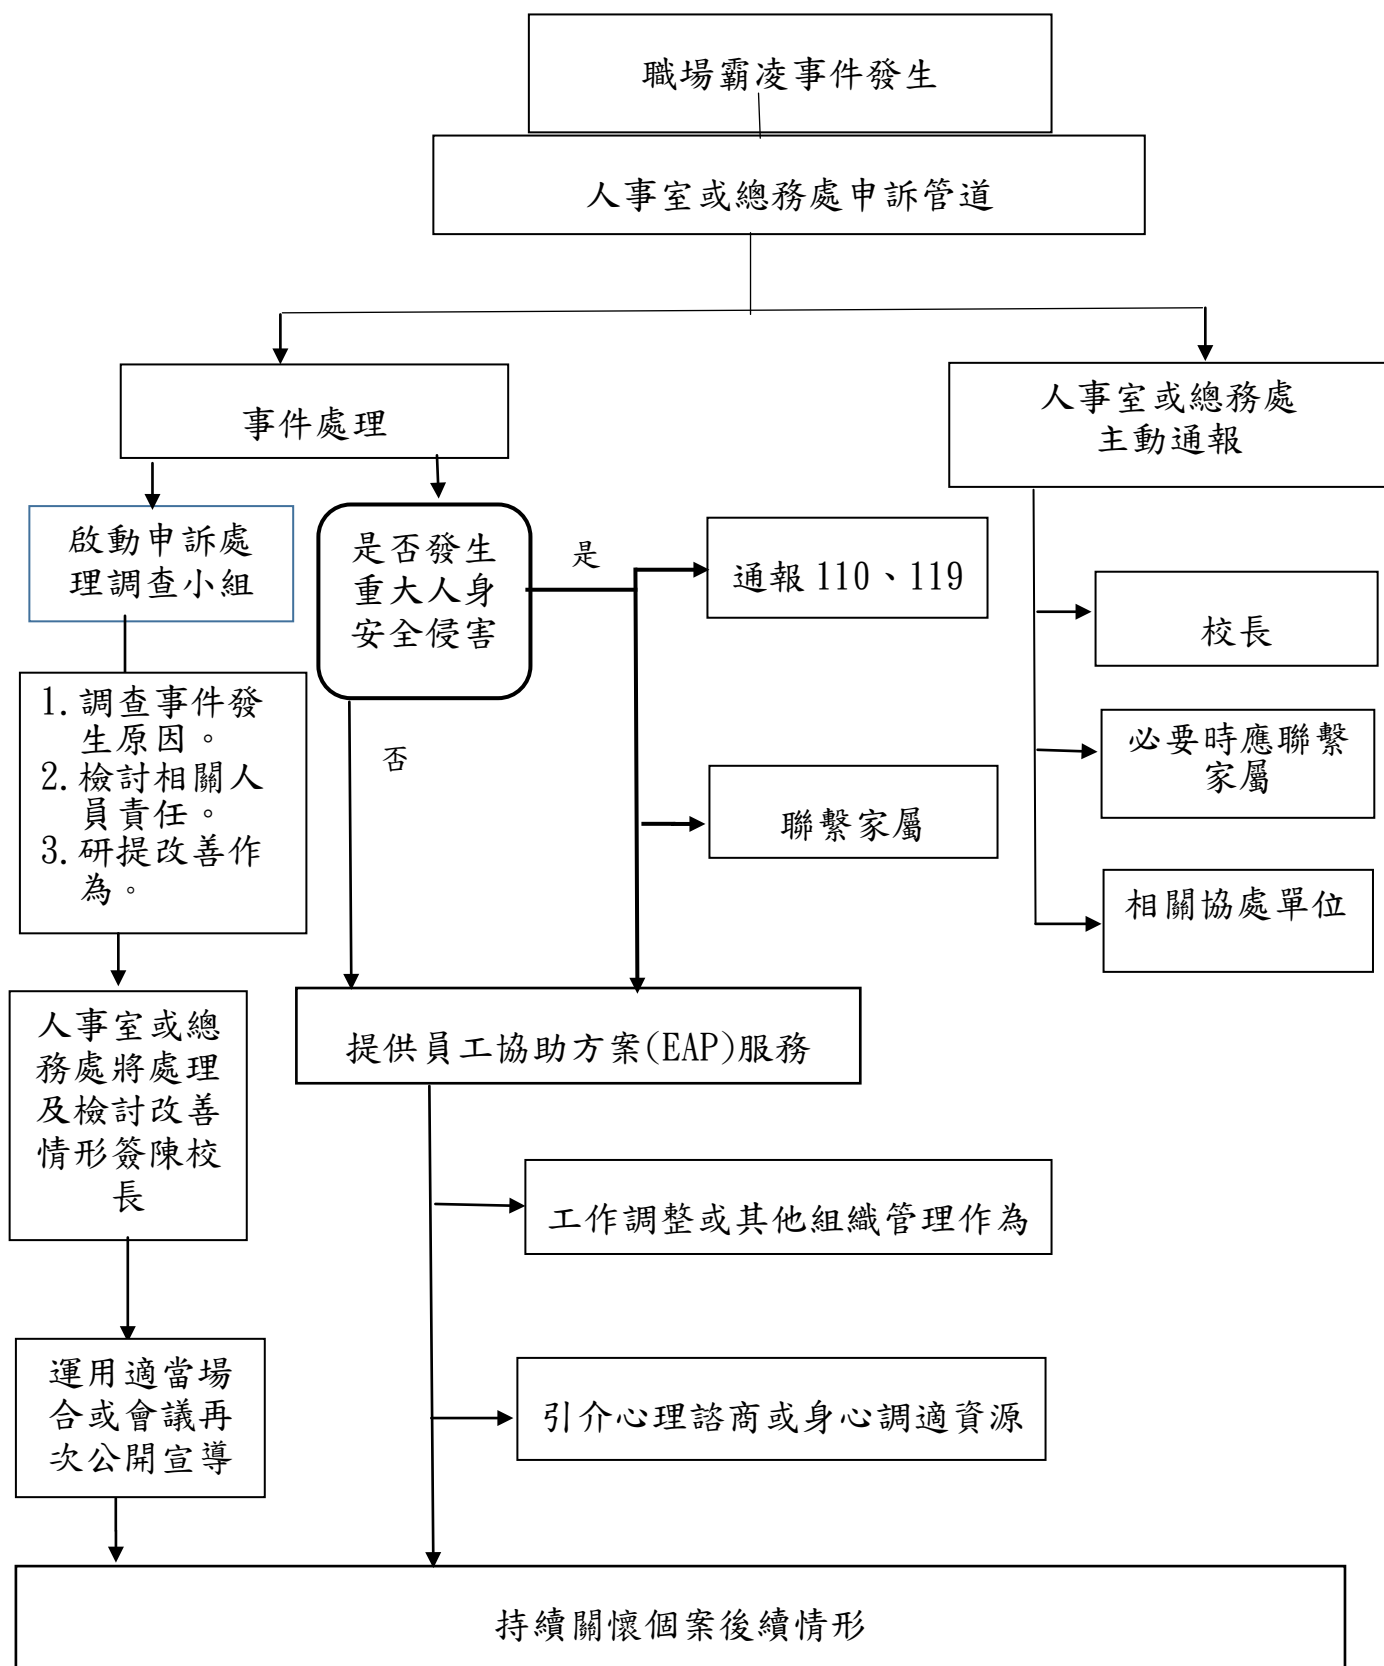 職場霸凌事件發生
人事室或總務處申訴管道
事件處理
人事室或總務處
主動通報
啟動申訴處
理調查小組
是否發生
重大人身
安全侵害
是
通報 110、119
校長
1. 調查事件發
生原因。
2. 檢討相關人
員責任。
3. 研提改善作
為。
否
聯繫家屬
必要時應聯繫
家屬
相關協處單位
人事室或總
務處將處理
及檢討改善
情形簽陳校
長
提供員工協助方案(EAP)服務
工作調整或其他組織管理作為
運用適當場
合或會議再
次公開宣導
引介心理諮商或身心調適資源
持續關懷個案後續情形